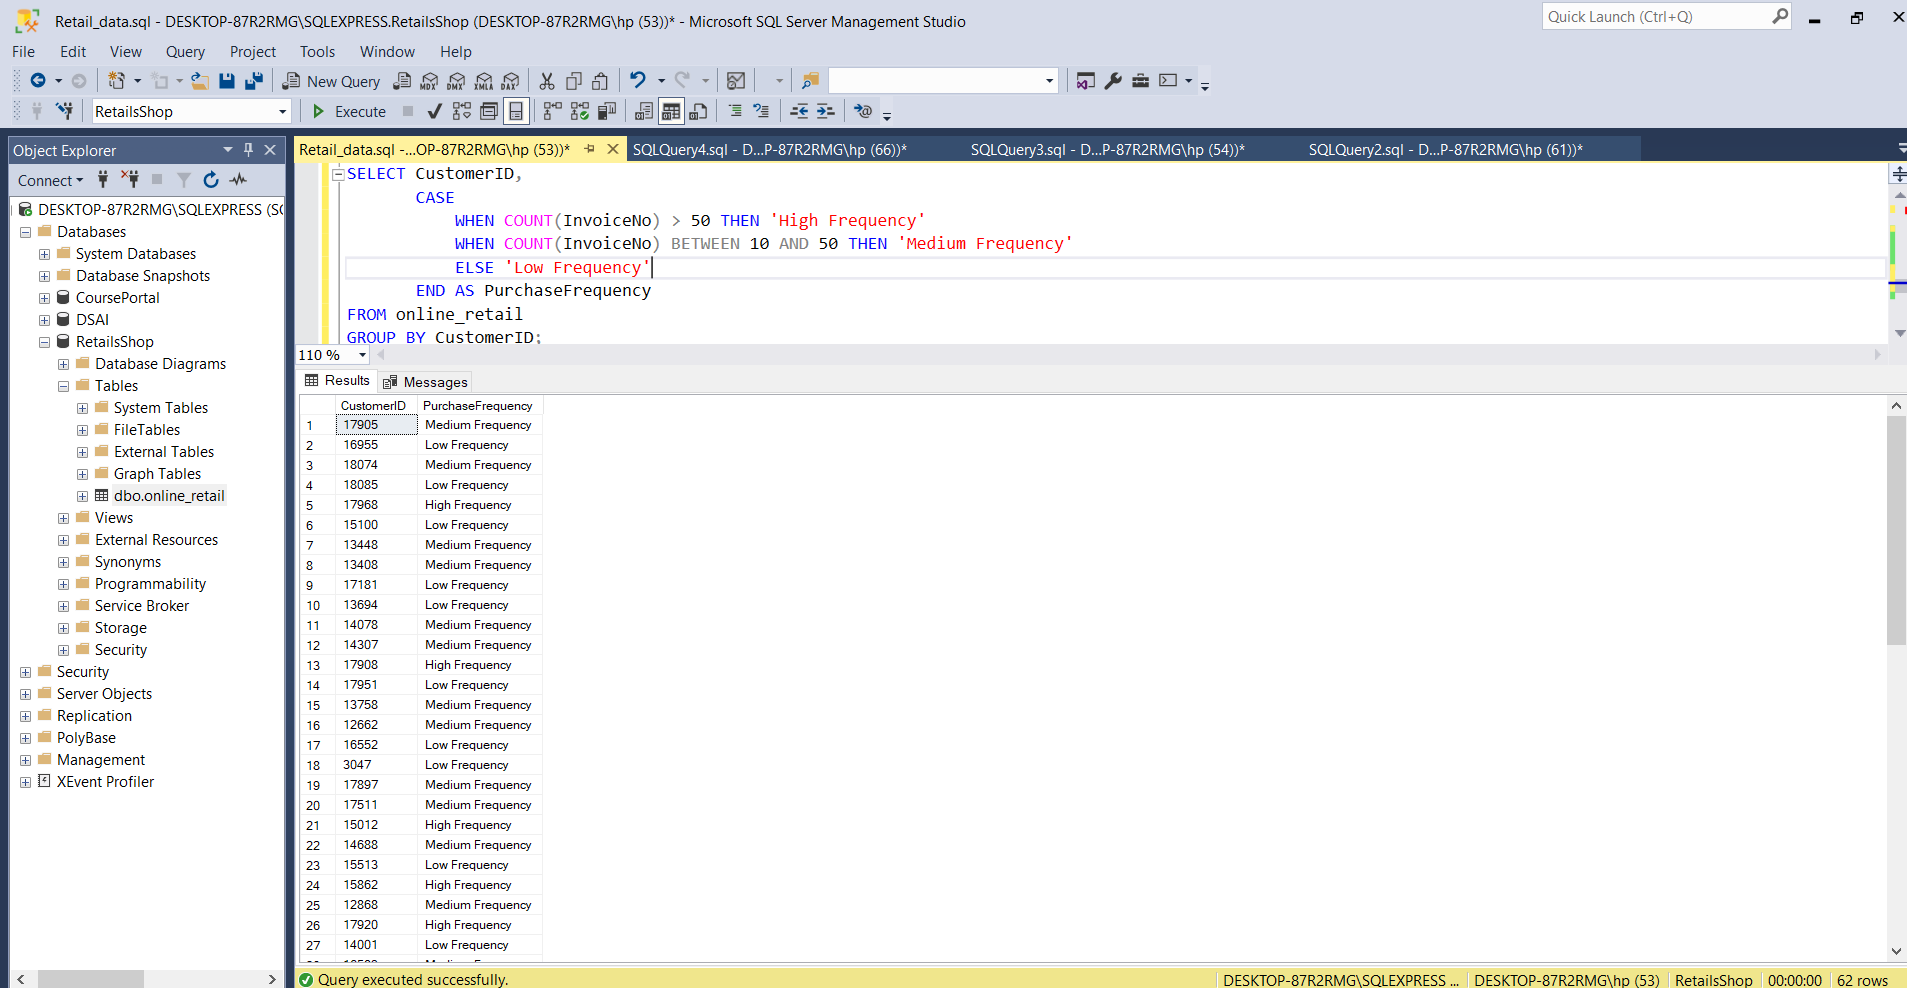 Retail_data.sql - DESKTOP-87R2RMG\SQLEXPRESS.RetailsShop (DESKTOP-87R2RMG\hp (53))* - Microsoft SQL Server Management Studio
Quick Launch (Ctrl+Q)
File Edit View Query Project Tools Window Help
New Query MDX DMX XMLA DAX
RetailsShop Execute
Object Explorer
Connect
DESKTOP-87R2RMG\SQLEXPRESS (S
Databases
System Databases
Database Snapshots
CoursePortal
DSAI
RetailsShop
Database Diagrams
Tables
System Tables
FileTables
External Tables
Graph Tables
dbo.online_retail
Views
External Resources
Synonyms
Programmability
Service Broker
Storage
Security
Security
Server Objects
Replication
PolyBase
Management
XEvent Profiler
Retail_data.sql -...OP-87R2RMG\hp (53))* SQLQuery4.sql - D...P-87R2RMG\hp (66))* SQLQuery3.sql - D...P-87R2RMG\hp (54))* SQLQuery2.sql - D...P-87R2RMG\hp (61))*
SELECT CustomerID,
CASE
WHEN COUNT(InvoiceNo) > 50 THEN 'High Frequency'
WHEN COUNT(InvoiceNo) BETWEEN 10 AND 50 THEN 'Medium Frequency'
ELSE 'Low Frequency'
END AS PurchaseFrequency
FROM online_retail
GROUP BY CustomerID;
110 %
Results Messages
CustomerID PurchaseFrequency
1 17905 Medium Frequency
2 16955 Low Frequency
3 18074 Medium Frequency
4 18085 Low Frequency
5 17968 High Frequency
6 15100 Low Frequency
7 13448 Medium Frequency
8 13408 Medium Frequency
9 17181 Low Frequency
10 13694 Low Frequency
11 14078 Medium Frequency
12 14307 Medium Frequency
13 17908 High Frequency
14 17951 Low Frequency
15 13758 Medium Frequency
16 12662 Medium Frequency
17 16552 Low Frequency
18 3047 Low Frequency
19 17897 Medium Frequency
20 17511 Medium Frequency
21 15012 High Frequency
22 14688 Medium Frequency
23 15513 Low Frequency
24 15862 High Frequency
25 12868 Medium Frequency
26 17920 High Frequency
27 14001 Low Frequency
Query executed successfully.
DESKTOP-87R2RMG\SQLEXPRESS ... DESKTOP-87R2RMG\hp (53) RetailsShop 00:00:00 62 rows